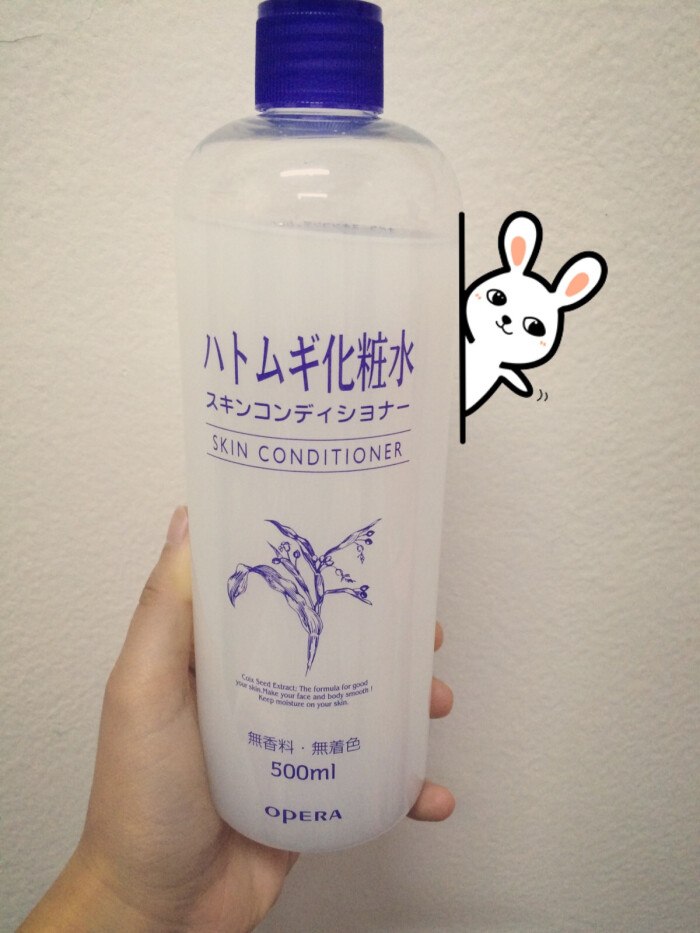 ハトムギ化粧水
スキンコンディショナー
SKIN CONDITIONER
Coix Seed Extract; The formula for good
your skin.Make your face and body smooth !
Keep moisture on your skin.
無香料・無着色
500ml
OPERA